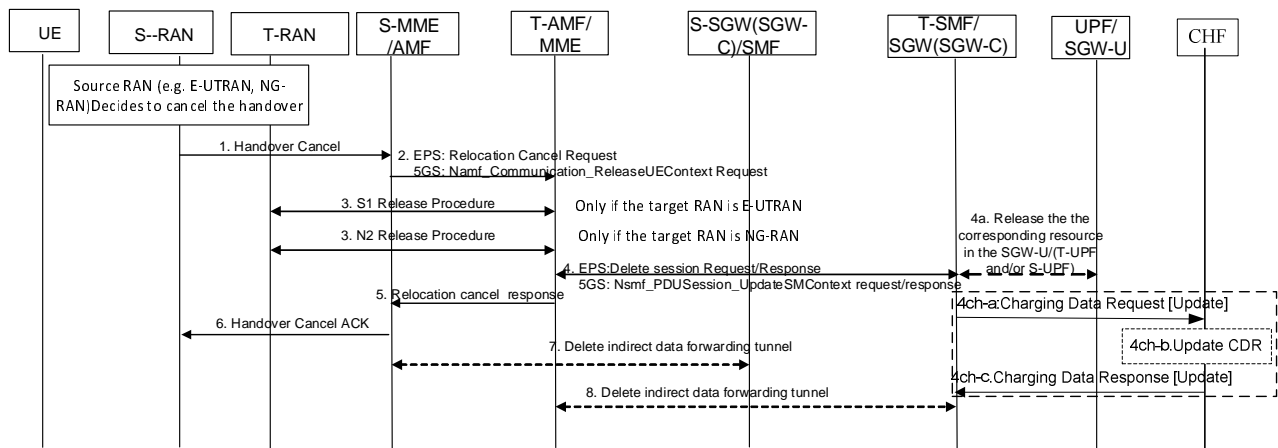 UE
S--RAN
T-RAN
S-MME
/AMF
T-AMF/
MME
S-SGW(SGW-
C)/SMF
T-SMF/
SGW(SGW-C)
UPF/
SGW-U
CHF
Source RAN (e.g. E-UTRAN, NG-
RAN)Decides to cancel the handover
1. Handover Cancel
2. EPS: Relocation Cancel Request
5GS: Namf_Communication_ReleaseUEContext Request
3. S1 Release Procedure
Only if the target RAN is E-UTRAN
3. N2 Release Procedure
Only if the target RAN is NG-RAN
4a. Release the the
corresponding resource
in the SGW-U/(T-UPF
and/or S-UPF)
4. EPS:Delete session Request/Response
5GS: Nsmf_PDUSession_UpdateSMContext request/response
5. Relocation cancel response
4ch-a:Charging Data Request [Update]
6. Handover Cancel ACK
4ch-b.Update CDR
7. Delete indirect data forwarding tunnel
4ch-c.Charging Data Response [Update]
8. Delete indirect data forwarding tunnel